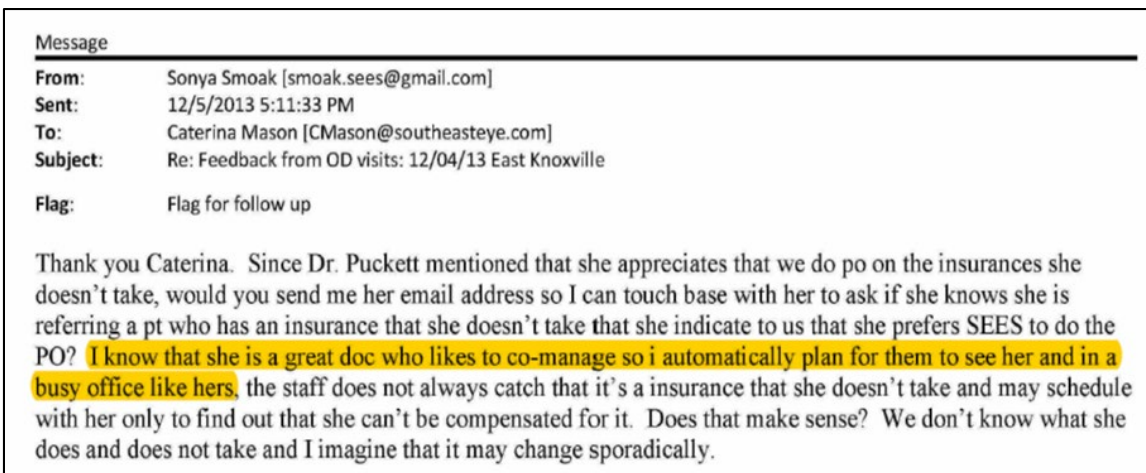 Message
From: Sonya Smoak [smoak.sees@gmail.com]
Sent: 12/5/2013 5:11:33 PM
To: Caterina Mason [CMason@southeasteye.com]
Subject: Re: Feedback from OD visits: 12/04/13 East Knoxville
Flag: Flag for follow up
Thank you Caterina. Since Dr. Puckett mentioned that she appreciates that we do po on the insurances she
doesn't take, would you send me her email address so I can touch base with her to ask if she knows she is
referring a pt who has an insurance that she doesn't take that she indicate to us that she prefers SEES to do the
PO? I know that she is a great doc who likes to co-manage so i automatically plan for them to see her and in a
busy office like hers, the staff does not always catch that it's a insurance that she doesn't take and may schedule
with her only to find out that she can't be compensated for it. Does that make sense? We don't know what she
does and does not take and I imagine that it may change sporadically.